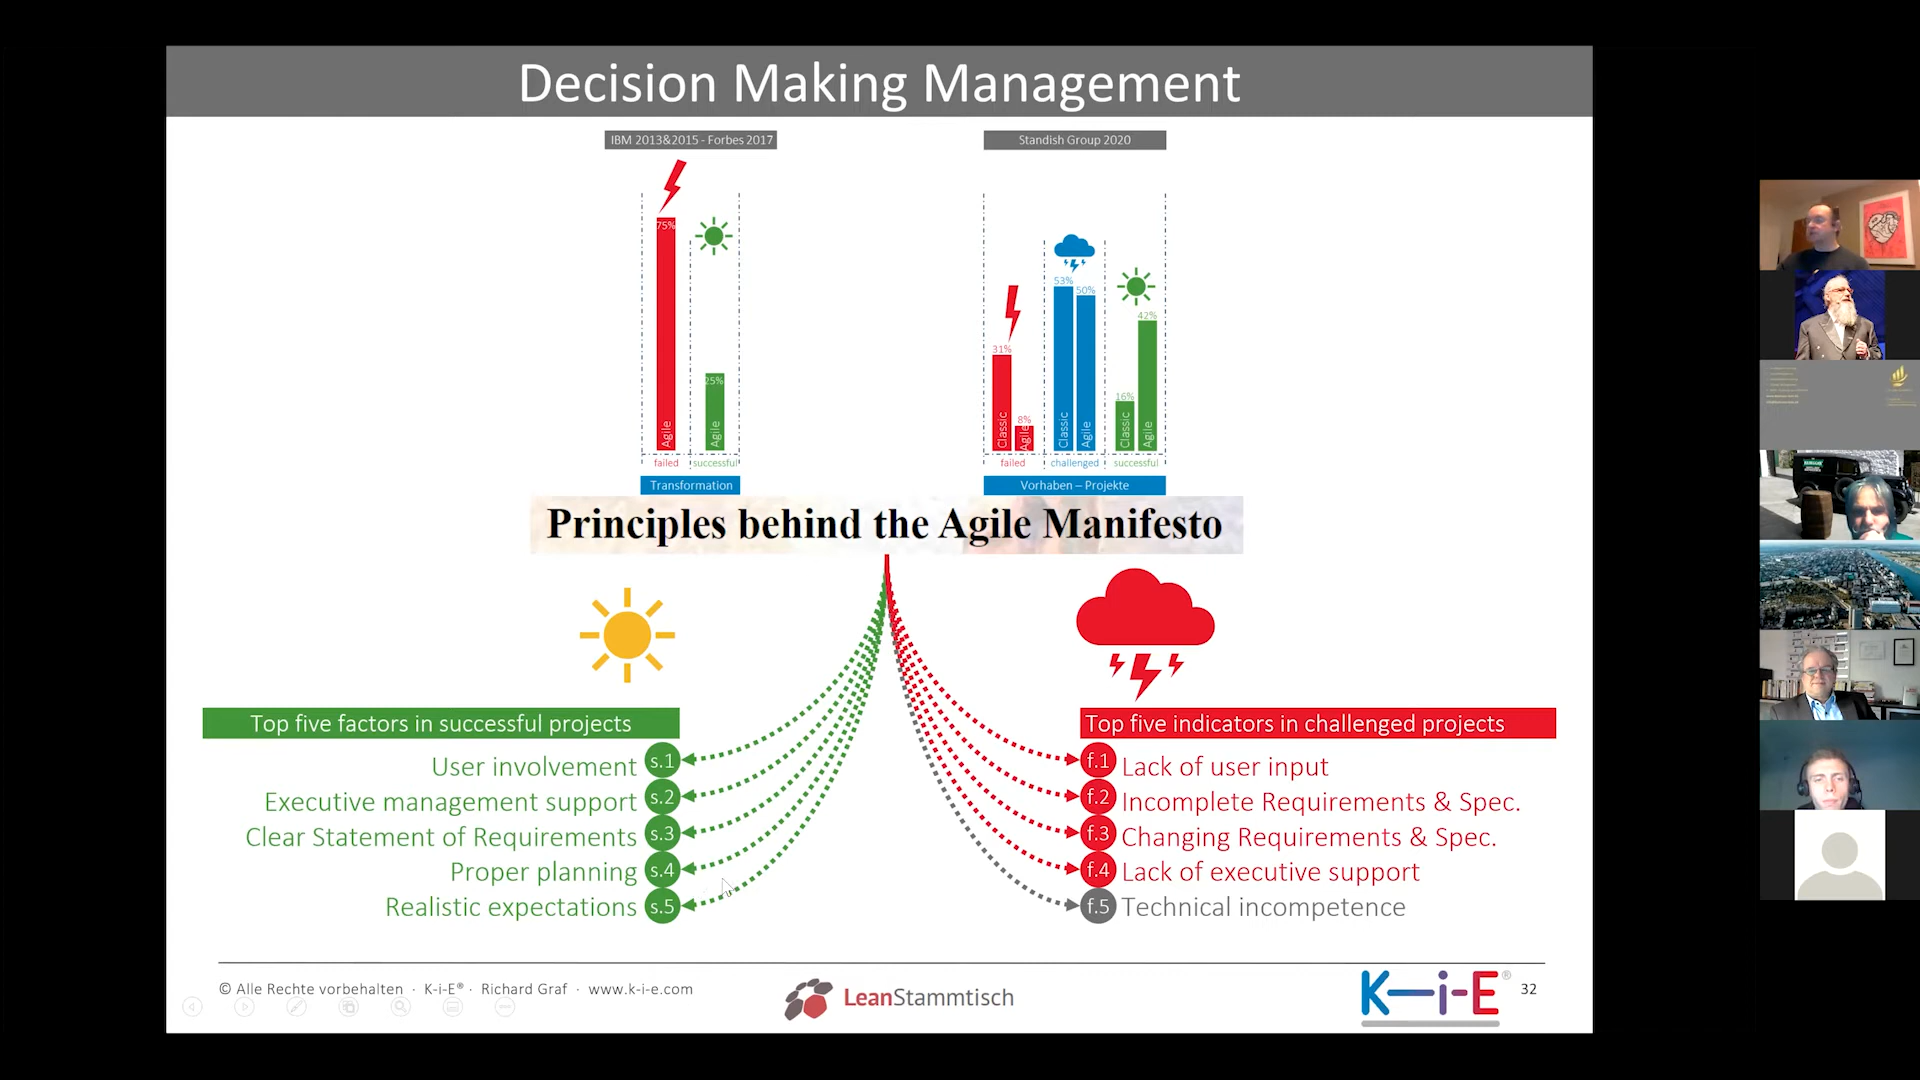 Decision Making Management
IBM 2013&2015 - Forbes 2017
Standish Group 2020
75%
25%
Agile
Agile
failed
successful
Transformation
31%
8%
53%
50%
16%
42%
Classic
Agile
Classic
Agile
Classic
Agile
failed
challenged
successful
Vorhaben – Projekte
Principles behind the Agile Manifesto
Top five factors in successful projects
User involvement s.1
Executive management support s.2
Clear Statement of Requirements s.3
Proper planning s.4
Realistic expectations s.5
Top five indicators in challenged projects
f.1 Lack of user input
f.2 Incomplete Requirements & Spec.
f.3 Changing Requirements & Spec.
f.4 Lack of executive support
f.5 Technical incompetence
© Alle Rechte vorbehalten · K-i-E® · Richard Graf · www.k-i-e.com
LeanStammtisch
K-i-E®
32